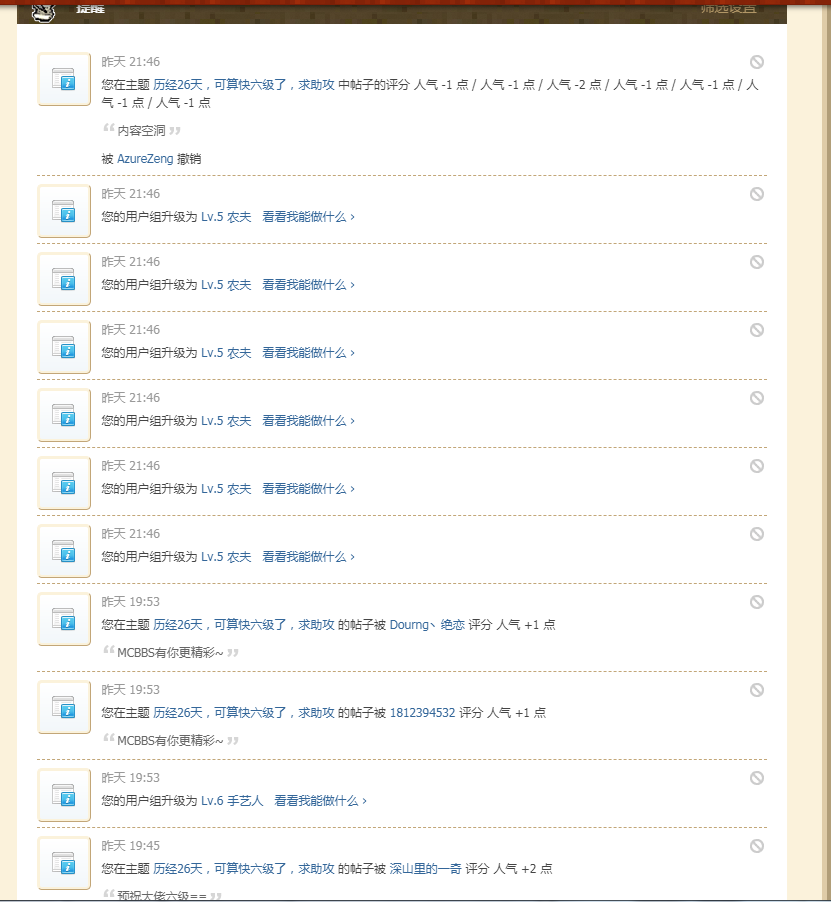 提醒 筛选设置
昨天 21:46
您在主题 历经26天，可算快六级了，求助攻 中帖子的评分 人气 -1 点 / 人气 -1 点 / 人气 -2 点 / 人气 -1 点 / 人气 -1 点 / 人
气 -1 点 / 人气 -1 点
“ 内容空洞 ”
被 AzureZeng 撤销
昨天 21:46
您的用户组升级为 Lv.5 农夫 看看我能做什么 ›
昨天 21:46
您的用户组升级为 Lv.5 农夫 看看我能做什么 ›
昨天 21:46
您的用户组升级为 Lv.5 农夫 看看我能做什么 ›
昨天 21:46
您的用户组升级为 Lv.5 农夫 看看我能做什么 ›
昨天 21:46
您的用户组升级为 Lv.5 农夫 看看我能做什么 ›
昨天 21:46
您的用户组升级为 Lv.5 农夫 看看我能做什么 ›
昨天 19:53
您在主题 历经26天，可算快六级了，求助攻 的帖子被 Dourng丶绝恋 评分 人气 +1 点
“ MCBBS有你更精彩~ ”
昨天 19:53
您在主题 历经26天，可算快六级了，求助攻 的帖子被 1812394532 评分 人气 +1 点
“ MCBBS有你更精彩~ ”
昨天 19:53
您的用户组升级为 Lv.6 手艺人 看看我能做什么 ›
昨天 19:45
您在主题 历经26天，可算快六级了，求助攻 的帖子被 深山里的一奇 评分 人气 +2 点
“ 预祝大佬六级== ”